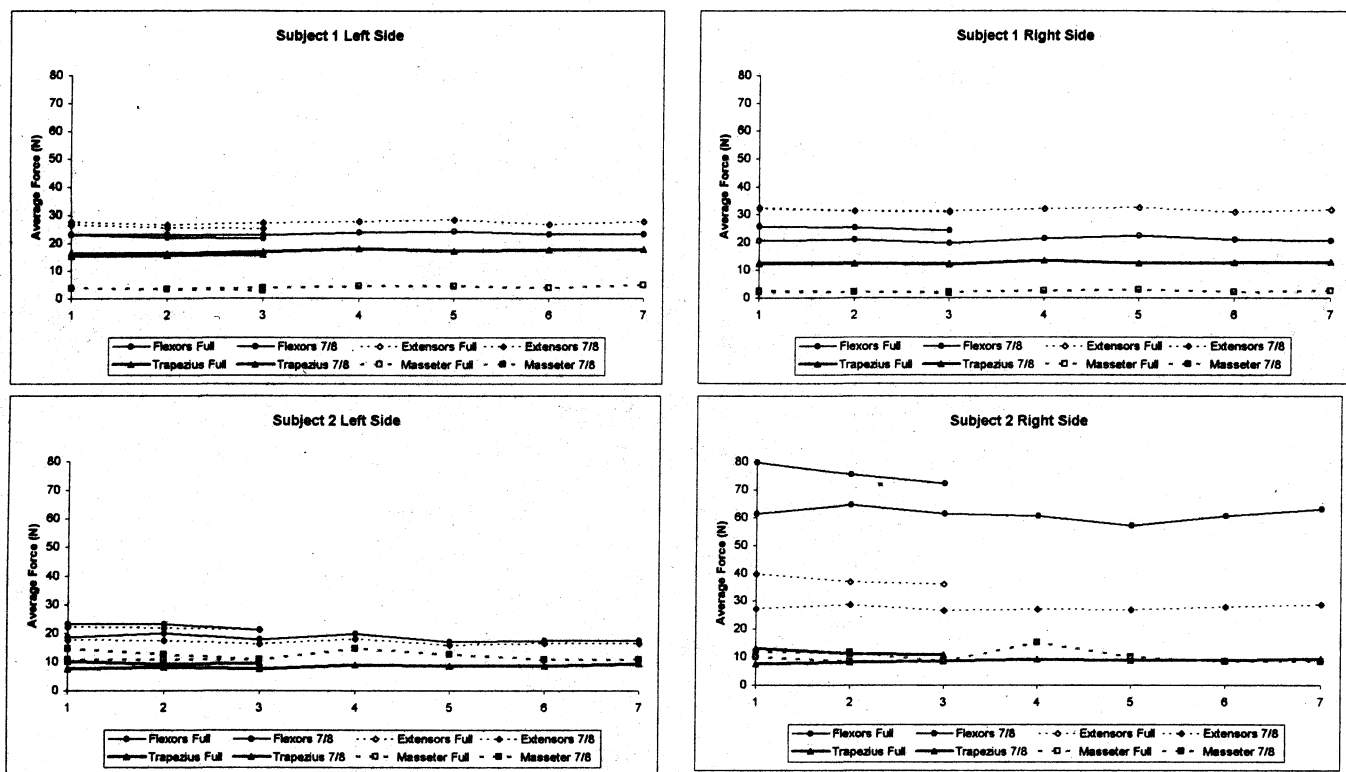 Subject 1 Left Side
Average Force (N)
80
70
60
50
40
30
20
10
0
1 2 3 4 5 6 7
Flexors Full Flexors 7/8 Extensors Full Extensors 7/8
Trapezius Full Trapezius 7/8 Masseter Full Masseter 7/8
Subject 1 Right Side
Average Force (N)
80
70
60
50
40
30
20
10
0
1 2 3 4 5 6 7
Flexors Full Flexors 7/8 Extensors Full Extensors 7/8
Trapezius Full Trapezius 7/8 Masseter Full Masseter 7/8
Subject 2 Left Side
Average Force (N)
80
70
60
50
40
30
20
10
0
1 2 3 4 5 6 7
Flexors Full Flexors 7/8 Extensors Full Extensors 7/8
Trapezius Full Trapezius 7/8 Masseter Full Masseter 7/8
Subject 2 Right Side
Average Force (N)
80
70
60
50
40
30
20
10
0
1 2 3 4 5 6 7
Flexors Full Flexors 7/8 Extensors Full Extensors 7/8
Trapezius Full Trapezius 7/8 Masseter Full Masseter 7/8